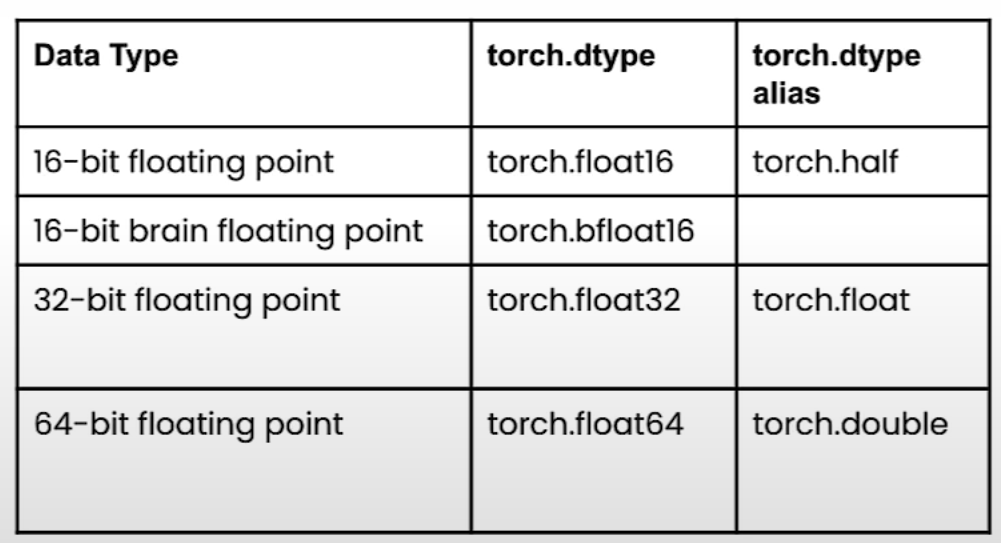 Data Type torch.dtype torch.dtype
alias
16-bit floating point torch.float16 torch.half
16-bit brain floating point torch.bfloat16
32-bit floating point torch.float32 torch.float
64-bit floating point torch.float64 torch.double